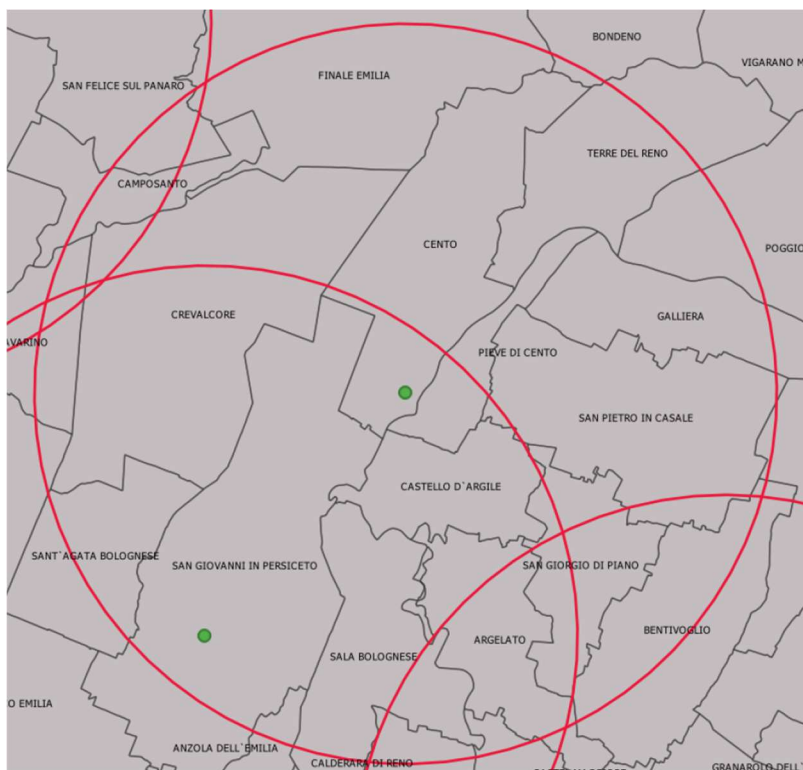 BONDENO
VIGARANO M
SAN FELICE SUL PANARO
FINALE EMILIA
TERRE DEL RENO
CAMPOSANTO
CENTO
POGGIO
CREVALCORE
GALLIERA
AVARINO
PIEVE DI CENTO
SAN PIETRO IN CASALE
CASTELLO D`ARGILE
SANT`AGATA BOLOGNESE
SAN GIOVANNI IN PERSICETO
SAN GIORGIO DI PIANO
BENTIVOGLIO
ARGELATO
SALA BOLOGNESE
O EMILIA
ANZOLA DELL`EMILIA
CALDERARA DI RENO
GRANAROLO DELL`